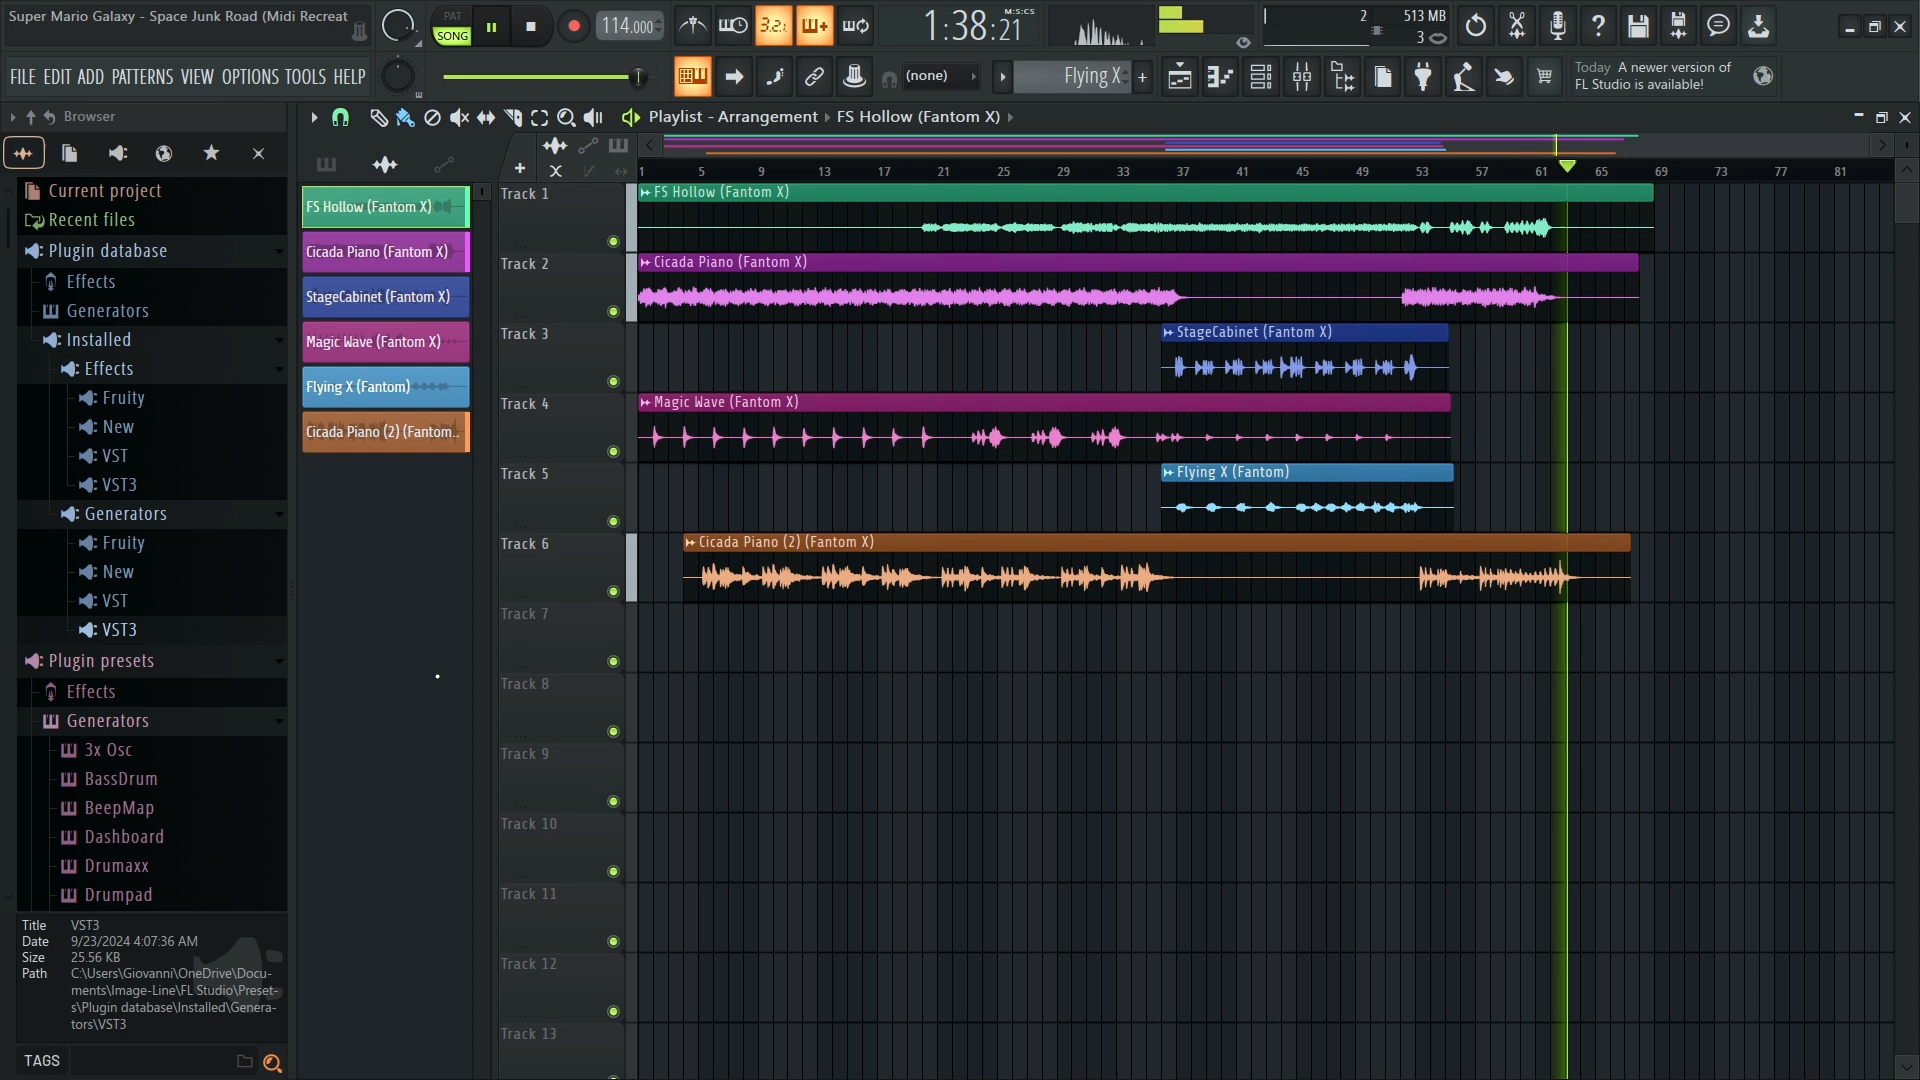 Super Mario Galaxy - Space Junk Road (Midi Recreat
PAT
SONG
114.000
3.2.1
1:38:21
M:S:CS
2
513 MB
3
FILE EDIT ADD PATTERNS VIEW OPTIONS TOOLS HELP
(none)
Flying X
Today A newer version of
FL Studio is available!
Browser
Playlist - Arrangement › FS Hollow (Fantom X) ›
1 5 9 13 17 21 25 29 33 37 41 45 49 53 57 61 65 69 73 77 81
Current project
Recent files
Plugin database
Effects
Generators
Installed
Effects
Fruity
New
VST
VST3
Generators
Fruity
New
VST
VST3
Plugin presets
Effects
Generators
3x Osc
BassDrum
BeepMap
Dashboard
Drumaxx
Drumpad
Title VST3
Date 9/23/2024 4:07:36 AM
Size 25.56 KB
Path C:\Users\Giovanni\OneDrive\Docu-
ments\Image-Line\FL Studio\Preset-
s\Plugin database\Installed\Genera-
tors\VST3
TAGS
FS Hollow (Fantom X)
Cicada Piano (Fantom X)
StageCabinet (Fantom X)
Magic Wave (Fantom X)
Flying X (Fantom)
Cicada Piano (2) (Fantom..
Track 1
FS Hollow (Fantom X)
Track 2
Cicada Piano (Fantom X)
Track 3
StageCabinet (Fantom X)
Track 4
Magic Wave (Fantom X)
Track 5
Flying X (Fantom)
Track 6
Cicada Piano (2) (Fantom X)
Track 7
Track 8
Track 9
Track 10
Track 11
Track 12
Track 13